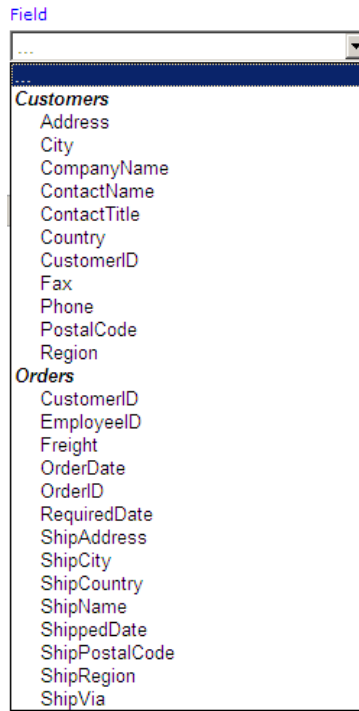 Field
...
...
Customers
Address
City
CompanyName
ContactName
ContactTitle
Country
CustomerID
Fax
Phone
PostalCode
Region
Orders
CustomerID
EmployeeID
Freight
OrderDate
OrderID
RequiredDate
ShipAddress
ShipCity
ShipCountry
ShipName
ShippedDate
ShipPostalCode
ShipRegion
ShipVia